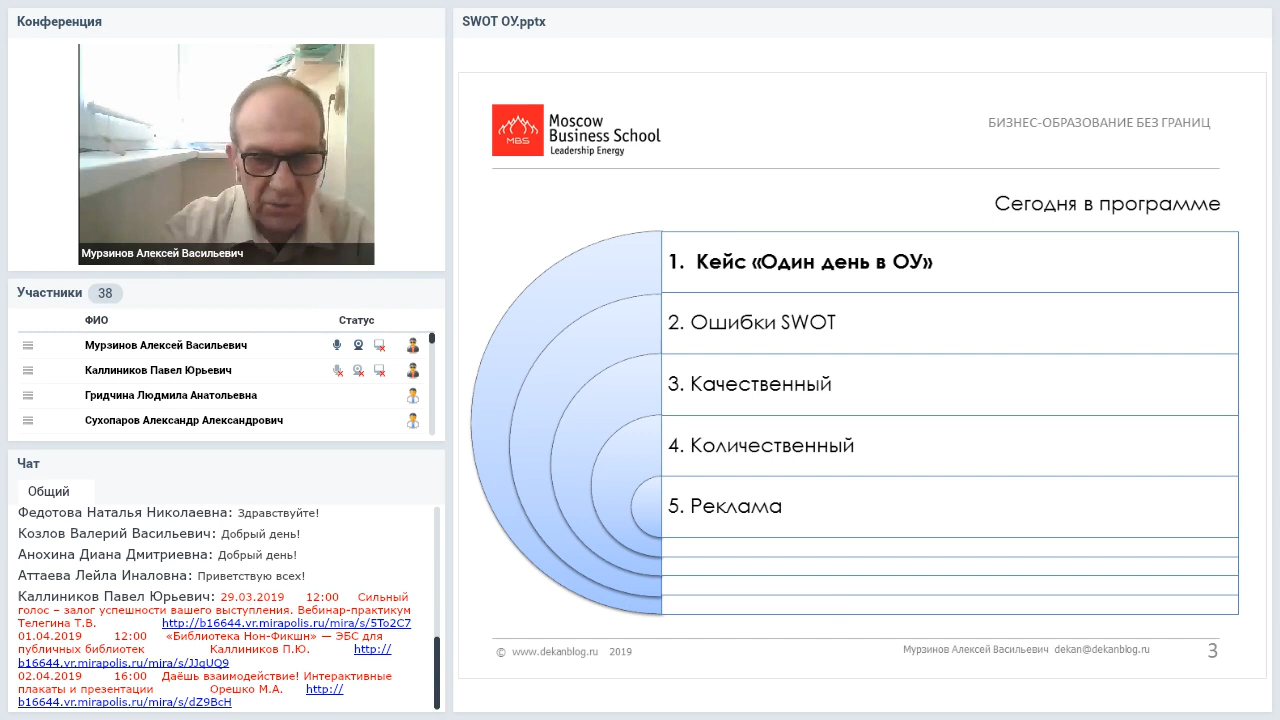 Конференция
Мурзинов Алексей Васильевич
Участники 38
ФИО Статус
Мурзинов Алексей Васильевич
Каллиников Павел Юрьевич
Гридчина Людмила Анатольевна
Сухопаров Александр Александрович
Чат
Общий
Федотова Наталья Николаевна: Здравствуйте!
Козлов Валерий Васильевич: Добрый день!
Анохина Диана Дмитриевна: Добрый день!
Аттаева Лейла Иналовна: Приветствую всех!
Каллиников Павел Юрьевич: 29.03.2019 12:00 Сильный
голос – залог успешности вашего выступления. Вебинар-практикум
Телегина Т.В. http://b16644.vr.mirapolis.ru/mira/s/5To2C7
01.04.2019 12:00 «Библиотека Нон-Фикшн» — ЭБС для
публичных библиотек Каллиников П.Ю. http://
b16644.vr.mirapolis.ru/mira/s/JJqUQ9
02.04.2019 16:00 Даёшь взаимодействие! Интерактивные
плакаты и презентации Орешко М.А. http://
b16644.vr.mirapolis.ru/mira/s/dZ9BcH
SWOT ОУ.pptx
MBS
Moscow
Business School
Leadership Energy
БИЗНЕС-ОБРАЗОВАНИЕ БЕЗ ГРАНИЦ
Сегодня в программе
1. Кейс «Один день в ОУ»
2. Ошибки SWOT
3. Качественный
4. Количественный
5. Реклама
© www.dekanblog.ru 2019
Мурзинов Алексей Васильевич dekan@dekanblog.ru
3